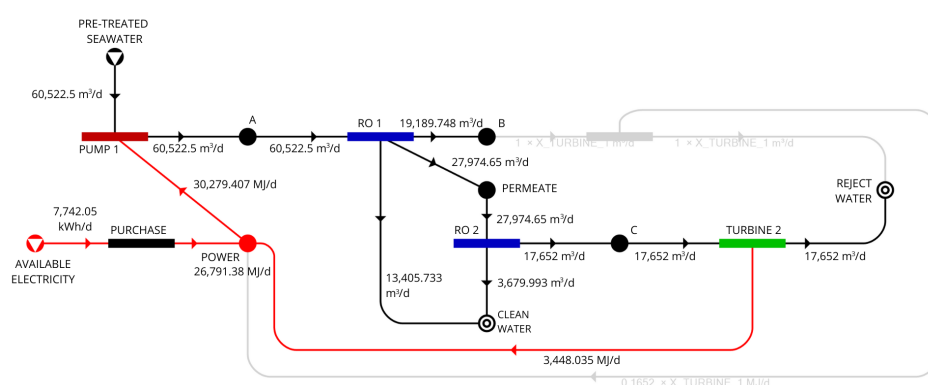 PRE-TREATED
SEAWATER
60,522.5 m³/d
PUMP 1
60,522.5 m³/d
A
60,522.5 m³/d
RO 1
19,189.748 m³/d
B
1 × X_TURBINE_1 m³/d
1 × X_TURBINE_1 m³/d
27,974.65 m³/d
PERMEATE
REJECT
WATER
30,279.407 MJ/d
7,742.05
kWh/d
PURCHASE
AVAILABLE
ELECTRICITY
POWER
26,791.38 MJ/d
27,974.65 m³/d
RO 2
17,652 m³/d
C
17,652 m³/d
TURBINE 2
17,652 m³/d
13,405.733
m³/d
3,679.993 m³/d
CLEAN
WATER
3,448.035 MJ/d
0.1652 × X_TURBINE_1 MJ/d